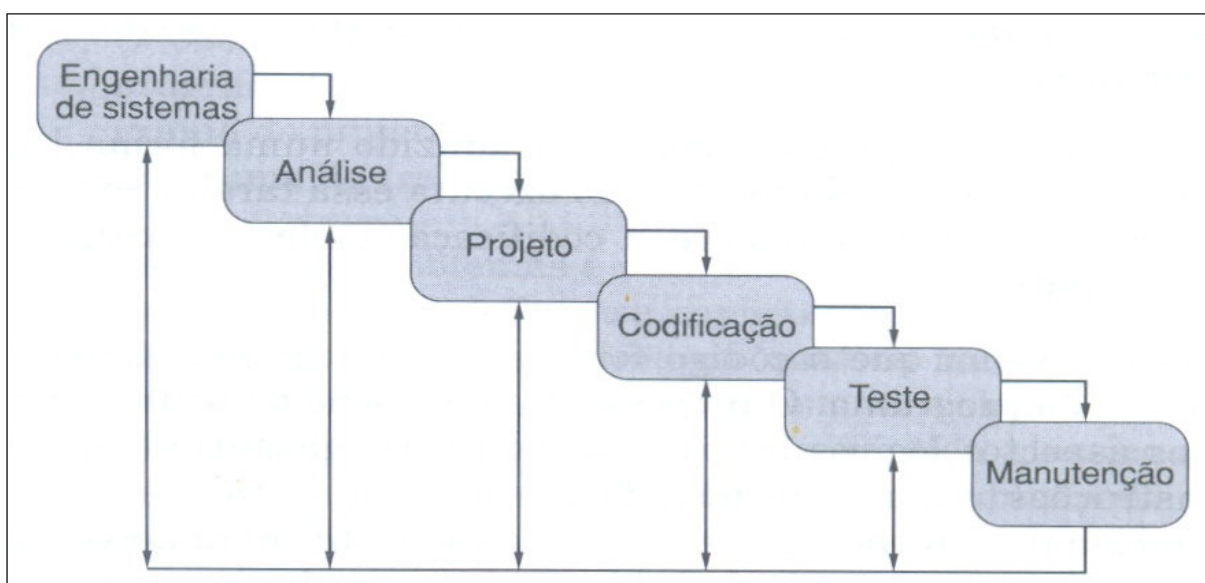 Engenharia
de sistemas
Análise
Projeto
Codificação
Teste
Manutenção